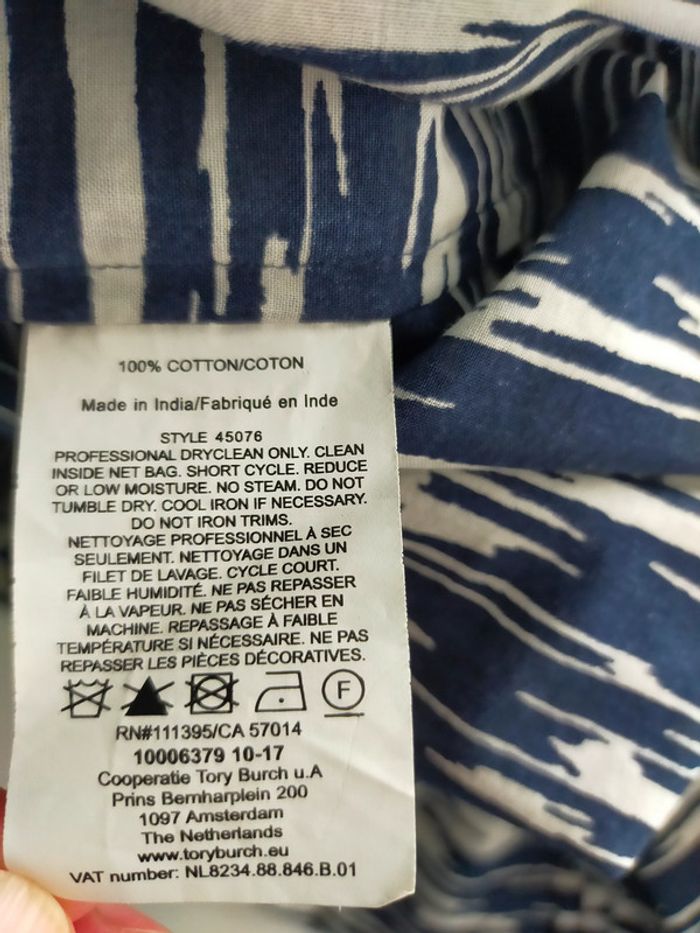 100% COTTON/COTON
Made in India/Fabriqué en Inde
STYLE 45076
PROFESSIONAL DRYCLEAN ONLY. CLEAN
INSIDE NET BAG. SHORT CYCLE. REDUCE
OR LOW MOISTURE. NO STEAM. DO NOT
TUMBLE DRY. COOL IRON IF NECESSARY.
DO NOT IRON TRIMS.
NETTOYAGE PROFESSIONNEL À SEC
SEULEMENT. NETTOYAGE DANS UN
FILET DE LAVAGE. CYCLE COURT.
FAIBLE HUMIDITÉ. NE PAS REPASSER
À LA VAPEUR. NE PAS SÉCHER EN
MACHINE. REPASSAGE À FAIBLE
TEMPÉRATURE SI NÉCESSAIRE. NE PAS
REPASSER LES PIÈCES DÉCORATIVES.
F
RN#111395/CA 57014
10006379 10-17
Cooperatie Tory Burch u.A
Prins Bernharplein 200
1097 Amsterdam
The Netherlands
www.toryburch.eu
VAT number: NL8234.88.846.B.01